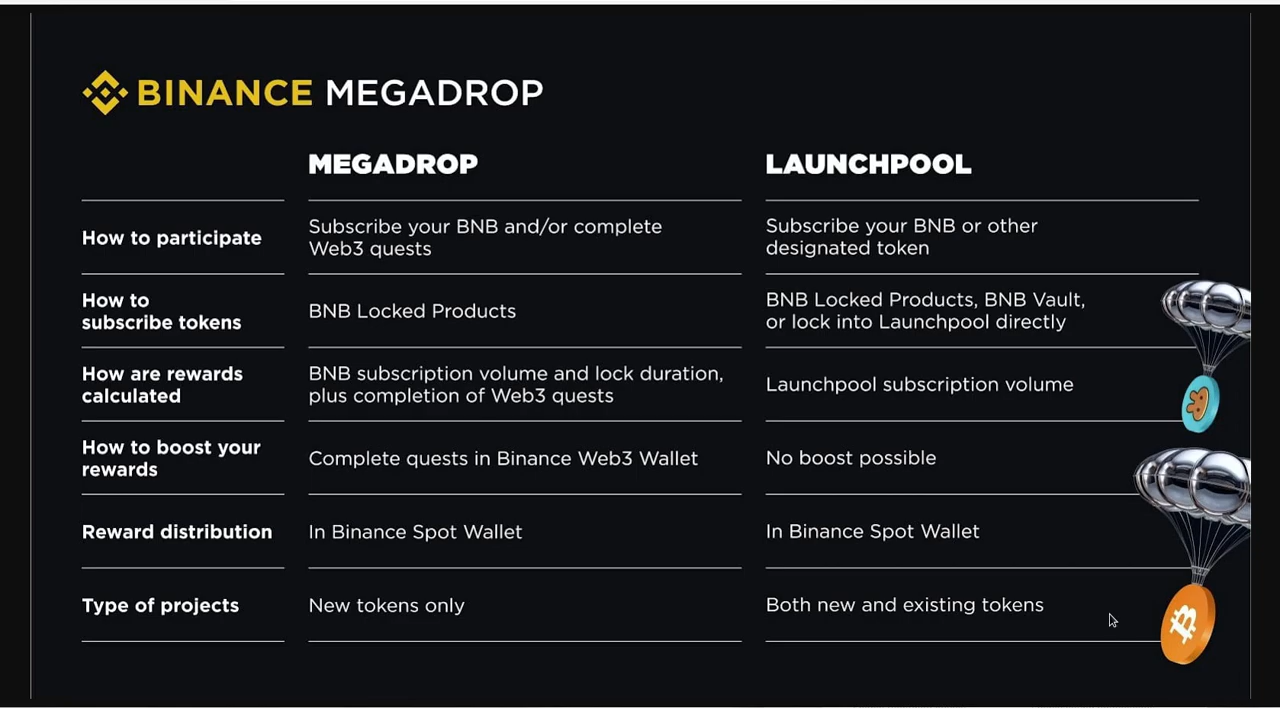 BINANCE MEGADROP
MEGADROP
LAUNCHPOOL
How to participate
Subscribe your BNB and/or complete
Web3 quests
Subscribe your BNB or other
designated token
How to
subscribe tokens
BNB Locked Products
BNB Locked Products, BNB Vault,
or lock into Launchpool directly
How are rewards
calculated
BNB subscription volume and lock duration,
plus completion of Web3 quests
Launchpool subscription volume
How to boost your
rewards
Complete quests in Binance Web3 Wallet
No boost possible
Reward distribution
In Binance Spot Wallet
In Binance Spot Wallet
Type of projects
New tokens only
Both new and existing tokens